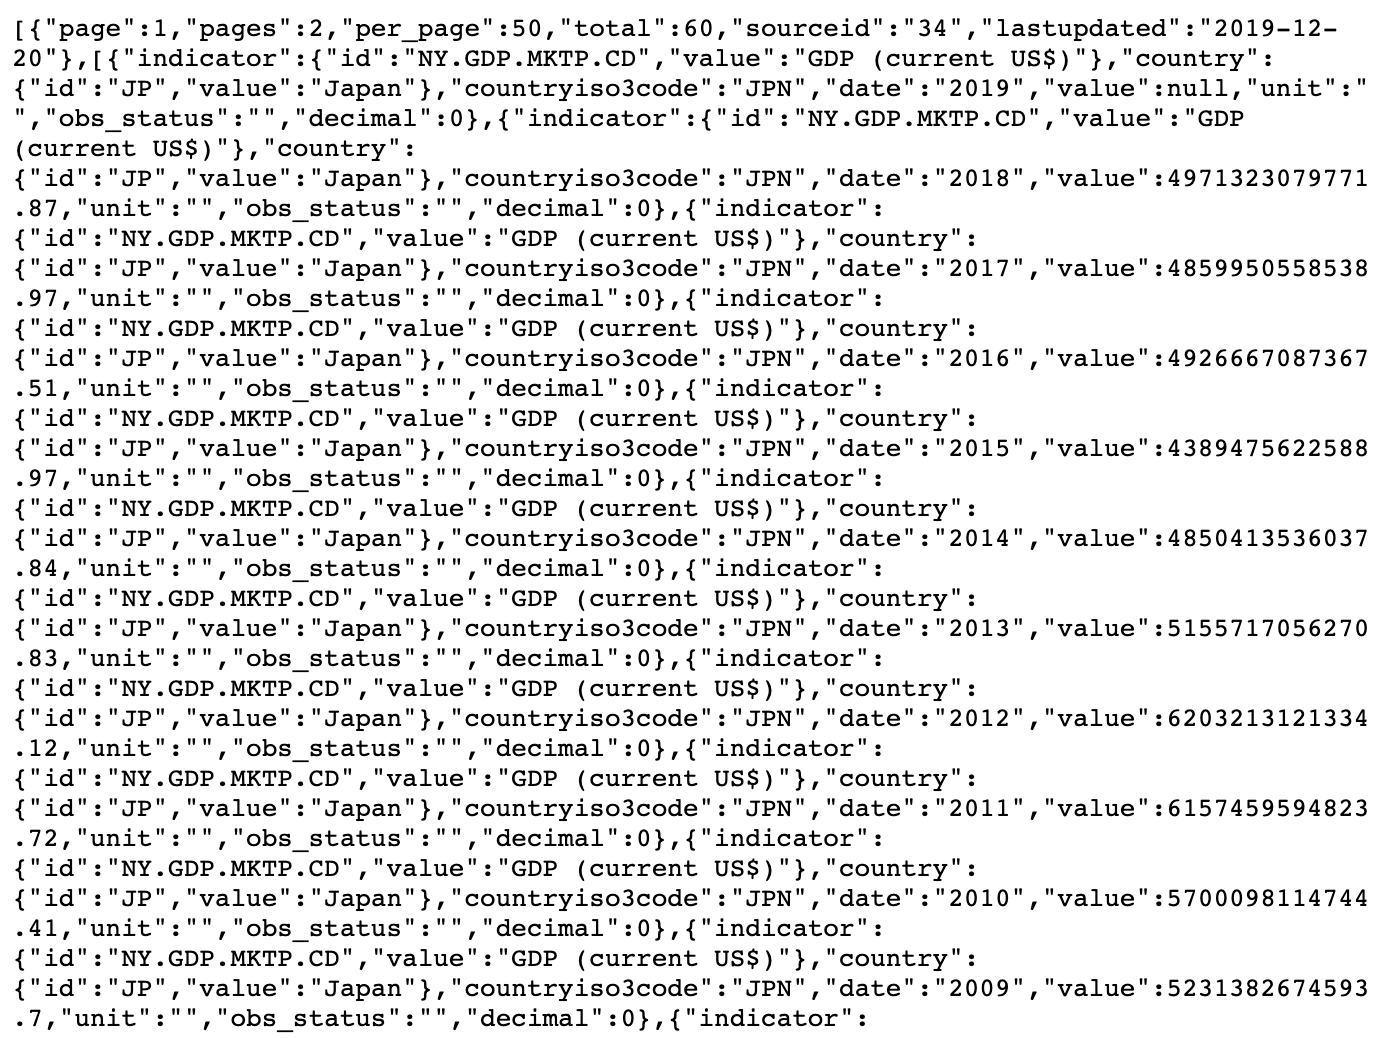 [{"page":1,"pages":2,"per_page":50,"total":60,"sourceid":"34","lastupdated":"2019-12-
20"},[{"indicator":{"id":"NY.GDP.MKTP.CD","value":"GDP (current US$)"},"country":
{"id":"JP","value":"Japan"},"countryiso3code":"JPN","date":"2019","value":null,"unit":"
","obs_status":"","decimal":0},{"indicator":{"id":"NY.GDP.MKTP.CD","value":"GDP
(current US$)"},"country":
{"id":"JP","value":"Japan"},"countryiso3code":"JPN","date":"2018","value":4971323079771
.87,"unit":"","obs_status":"","decimal":0},{"indicator":
{"id":"NY.GDP.MKTP.CD","value":"GDP (current US$)"},"country":
{"id":"JP","value":"Japan"},"countryiso3code":"JPN","date":"2017","value":4859950558538
.97,"unit":"","obs_status":"","decimal":0},{"indicator":
{"id":"NY.GDP.MKTP.CD","value":"GDP (current US$)"},"country":
{"id":"JP","value":"Japan"},"countryiso3code":"JPN","date":"2016","value":4926667087367
.51,"unit":"","obs_status":"","decimal":0},{"indicator":
{"id":"NY.GDP.MKTP.CD","value":"GDP (current US$)"},"country":
{"id":"JP","value":"Japan"},"countryiso3code":"JPN","date":"2015","value":4389475622588
.97,"unit":"","obs_status":"","decimal":0},{"indicator":
{"id":"NY.GDP.MKTP.CD","value":"GDP (current US$)"},"country":
{"id":"JP","value":"Japan"},"countryiso3code":"JPN","date":"2014","value":4850413536037
.84,"unit":"","obs_status":"","decimal":0},{"indicator":
{"id":"NY.GDP.MKTP.CD","value":"GDP (current US$)"},"country":
{"id":"JP","value":"Japan"},"countryiso3code":"JPN","date":"2013","value":5155717056270
.83,"unit":"","obs_status":"","decimal":0},{"indicator":
{"id":"NY.GDP.MKTP.CD","value":"GDP (current US$)"},"country":
{"id":"JP","value":"Japan"},"countryiso3code":"JPN","date":"2012","value":6203213121334
.12,"unit":"","obs_status":"","decimal":0},{"indicator":
{"id":"NY.GDP.MKTP.CD","value":"GDP (current US$)"},"country":
{"id":"JP","value":"Japan"},"countryiso3code":"JPN","date":"2011","value":6157459594823
.72,"unit":"","obs_status":"","decimal":0},{"indicator":
{"id":"NY.GDP.MKTP.CD","value":"GDP (current US$)"},"country":
{"id":"JP","value":"Japan"},"countryiso3code":"JPN","date":"2010","value":5700098114744
.41,"unit":"","obs_status":"","decimal":0},{"indicator":
{"id":"NY.GDP.MKTP.CD","value":"GDP (current US$)"},"country":
{"id":"JP","value":"Japan"},"countryiso3code":"JPN","date":"2009","value":5231382674593
.7,"unit":"","obs_status":"","decimal":0},{"indicator":